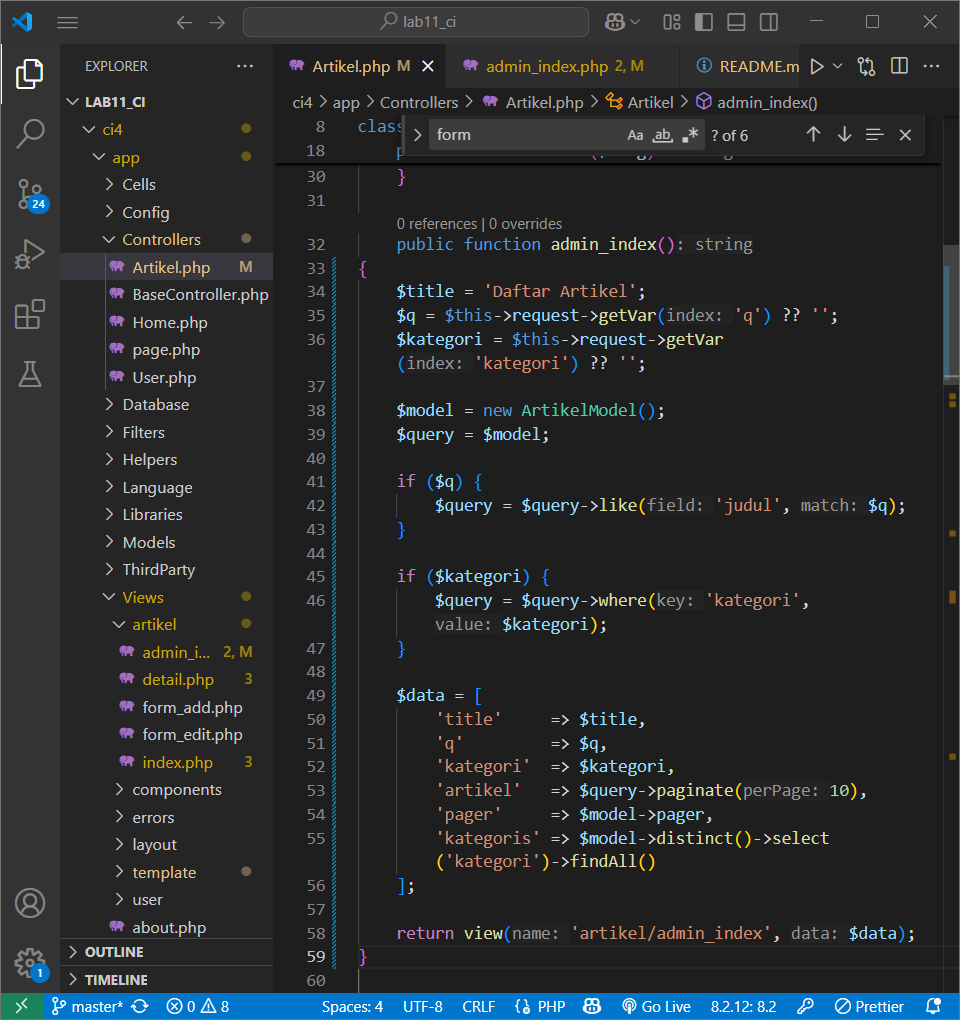 lab11_ci
EXPLORER
LAB11_CI
ci4
app
Cells
Config
Controllers
Artikel.php M
BaseController.php
Home.php
page.php
User.php
Database
Filters
Helpers
Language
Libraries
Models
ThirdParty
Views
artikel
admin_i... 2, M
detail.php 3
form_add.php
form_edit.php
index.php 3
components
errors
layout
template
user
about.php
OUTLINE
TIMELINE
24
1
Artikel.php M
admin_index.php 2, M
README.m
ci4 > app > Controllers > Artikel.php > Artikel > admin_index()
form
Aa ab .* ? of 6
8 class
18
30 }
31
0 references | 0 overrides
32 public function admin_index(): string
33 {
34 $title = 'Daftar Artikel';
35 $q = $this->request->getVar(index: 'q') ?? '';
36 $kategori = $this->request->getVar
(index: 'kategori') ?? '';
37
38 $model = new ArtikelModel();
39 $query = $model;
40
41 if ($q) {
42 $query = $query->like(field: 'judul', match: $q);
43 }
44
45 if ($kategori) {
46 $query = $query->where(key: 'kategori',
value: $kategori);
47 }
48
49 $data = [
50 'title' => $title,
51 'q' => $q,
52 'kategori' => $kategori,
53 'artikel' => $query->paginate(perPage: 10),
54 'pager' => $model->pager,
55 'kategoris' => $model->distinct()->select
('kategori')->findAll()
56 ];
57
58 return view(name: 'artikel/admin_index', data: $data);
59 }
60
master* 0 8 Spaces: 4 UTF-8 CRLF {} PHP Go Live 8.2.12: 8.2 Prettier